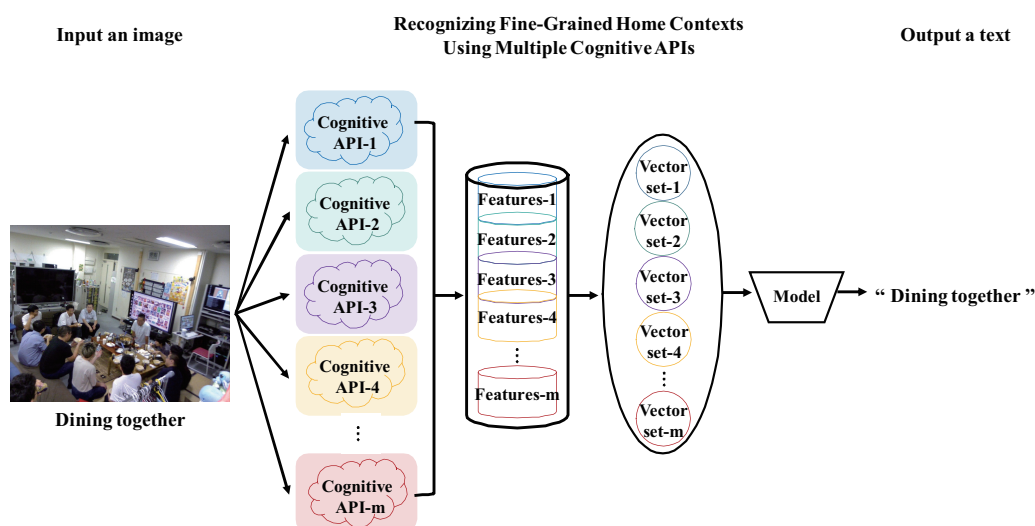 Input an image
Recognizing Fine-Grained Home Contexts
Using Multiple Cognitive APIs
Output a text
Cognitive
API-1
Cognitive
API-2
Cognitive
API-3
Cognitive
API-4
⋮
Cognitive
API-m
Features-1
Features-2
Features-3
Features-4
⋮
Features-m
Vector
set-1
Vector
set-2
Vector
set-3
Vector
set-4
⋮
Vector
set-m
Model
“ Dining together ”
Dining together